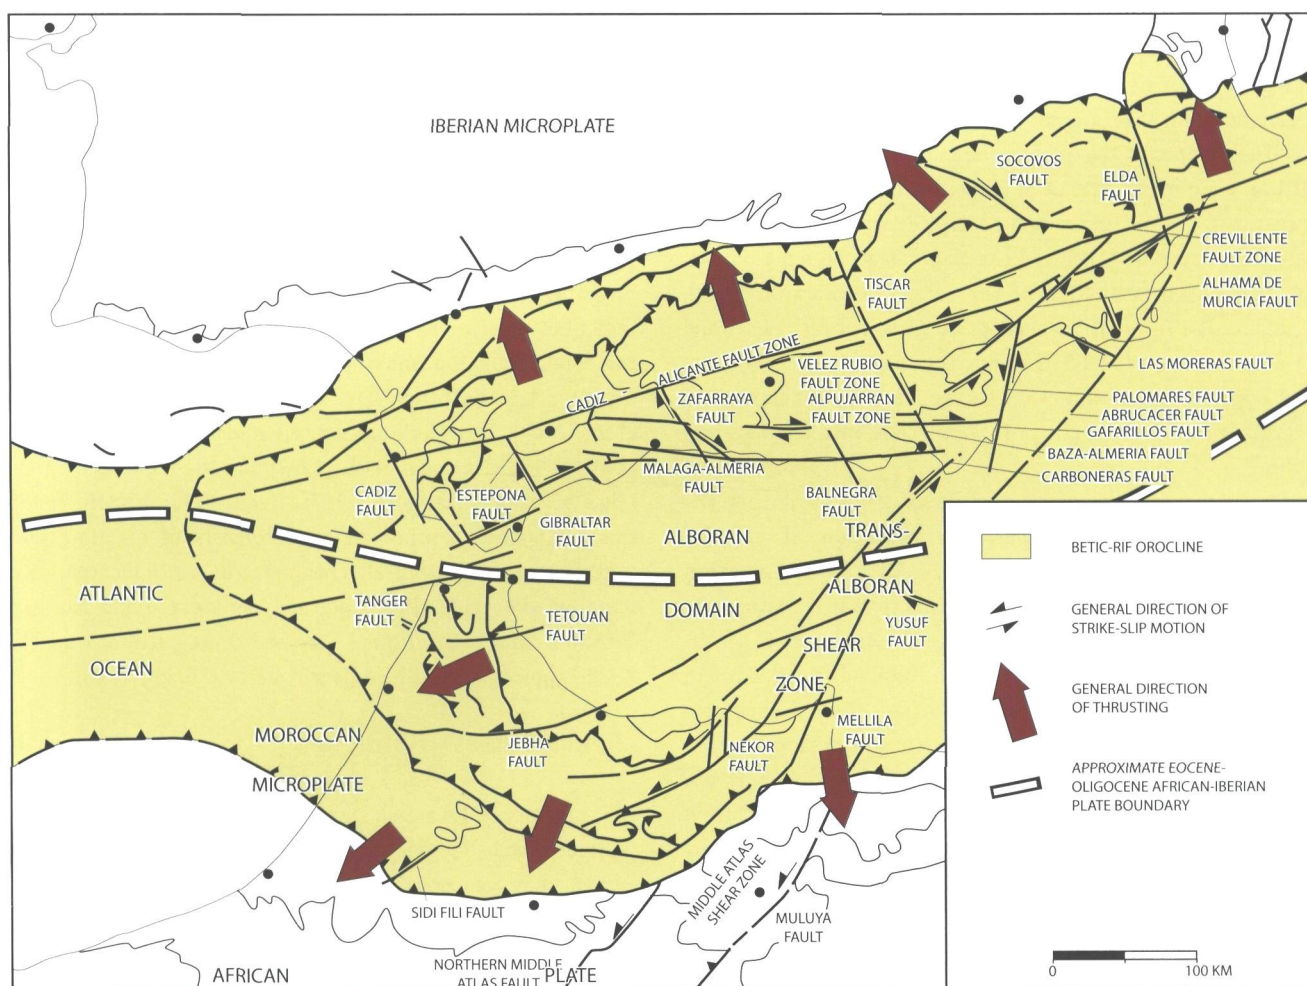 IBERIAN MICROPLATE
SOCOVOS
FAULT
ELDA
FAULT
CREVILLENTE
FAULT ZONE
TISCAR
FAULT
ALHAMA DE
MURCIA FAULT
CADIZ ALICANTE FAULT ZONE
VELEZ RUBIO
FAULT ZONE
LAS MORERAS FAULT
ZAFARRAYA
FAULT
ALPUJARRAN
FAULT ZONE
PALOMARES FAULT
ABRUCACER FAULT
GAFARILLOS FAULT
BAZA-ALMERIA FAULT
CARBONERAS FAULT
MALAGA-ALMERIA
FAULT
CADIZ
FAULT
ESTEPONA
FAULT
BALNEGRA
FAULT
GIBRALTAR
FAULT
ALBORAN
DOMAIN
TRANS-
ALBORAN
SHEAR
ZONE
ATLANTIC
OCEAN
TANGER
FAULT
TETOUAN
FAULT
YUSUF
FAULT
MOROCCAN
MICROPLATE
JEBHA
FAULT
NEKOR
FAULT
MELLILA
FAULT
SIDI FILI FAULT
MIDDLE ATLAS
SHEAR ZONE
MULUYA
FAULT
NORTHERN MIDDLE
ATLAS FAULT
AFRICAN PLATE
BETIC-RIF OROCLINE
GENERAL DIRECTION OF
STRIKE-SLIP MOTION
GENERAL DIRECTION
OF THRUSTING
APPROXIMATE EOCENE-
OLIGOCENE AFRICAN-IBERIAN
PLATE BOUNDARY
0 100 KM